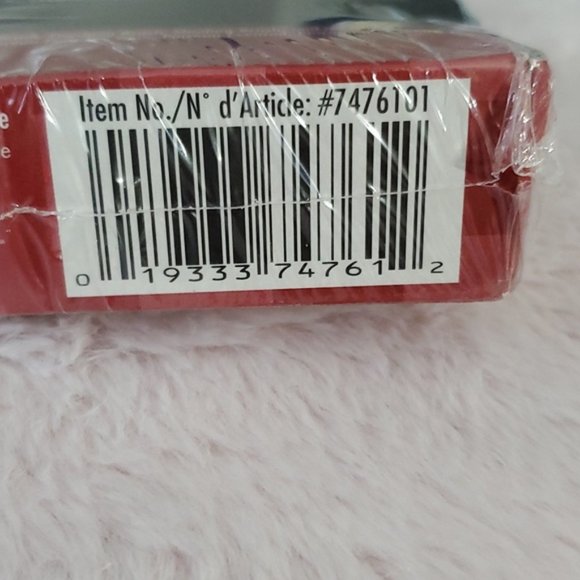 Item No./N° d'Article: #7476101
e
e
0 19333 74761 2